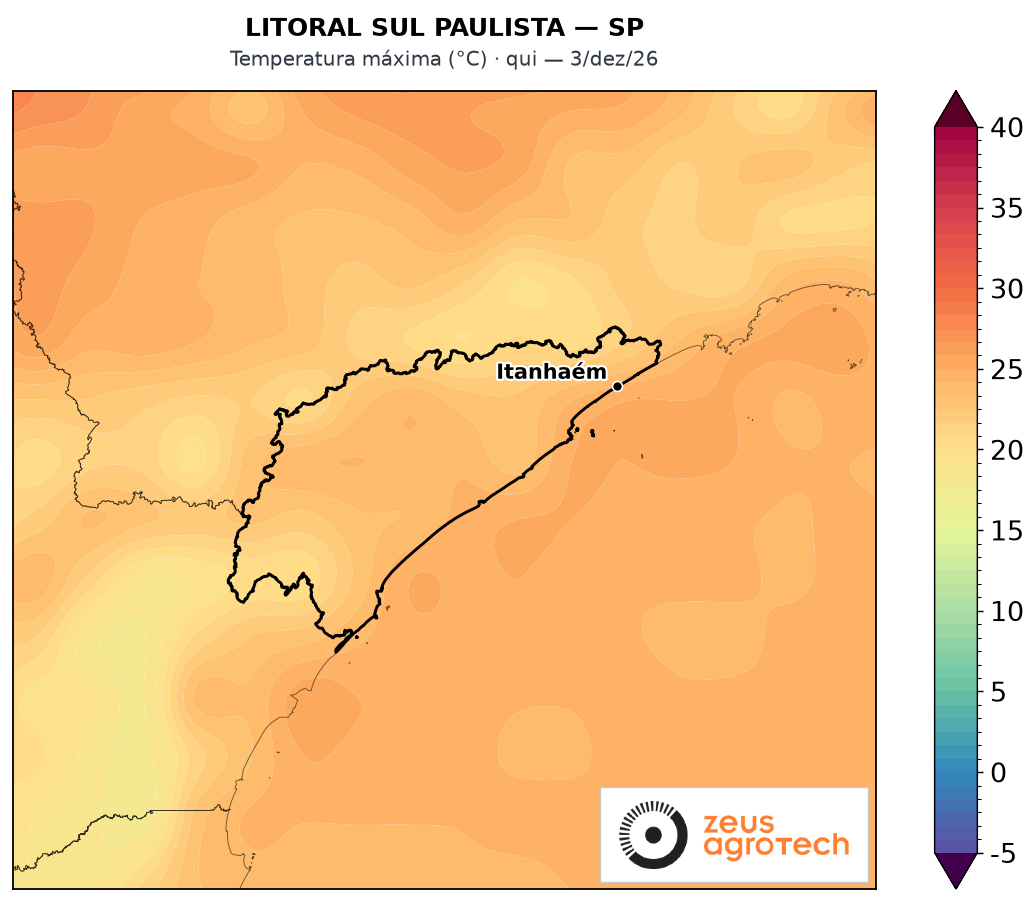 LITORAL SUL PAULISTA — SP
Temperatura máxima (°C) · qui — 3/dez/26
Itanhaém
40
35
30
25
20
15
10
5
0
-5
zeus
agrotech